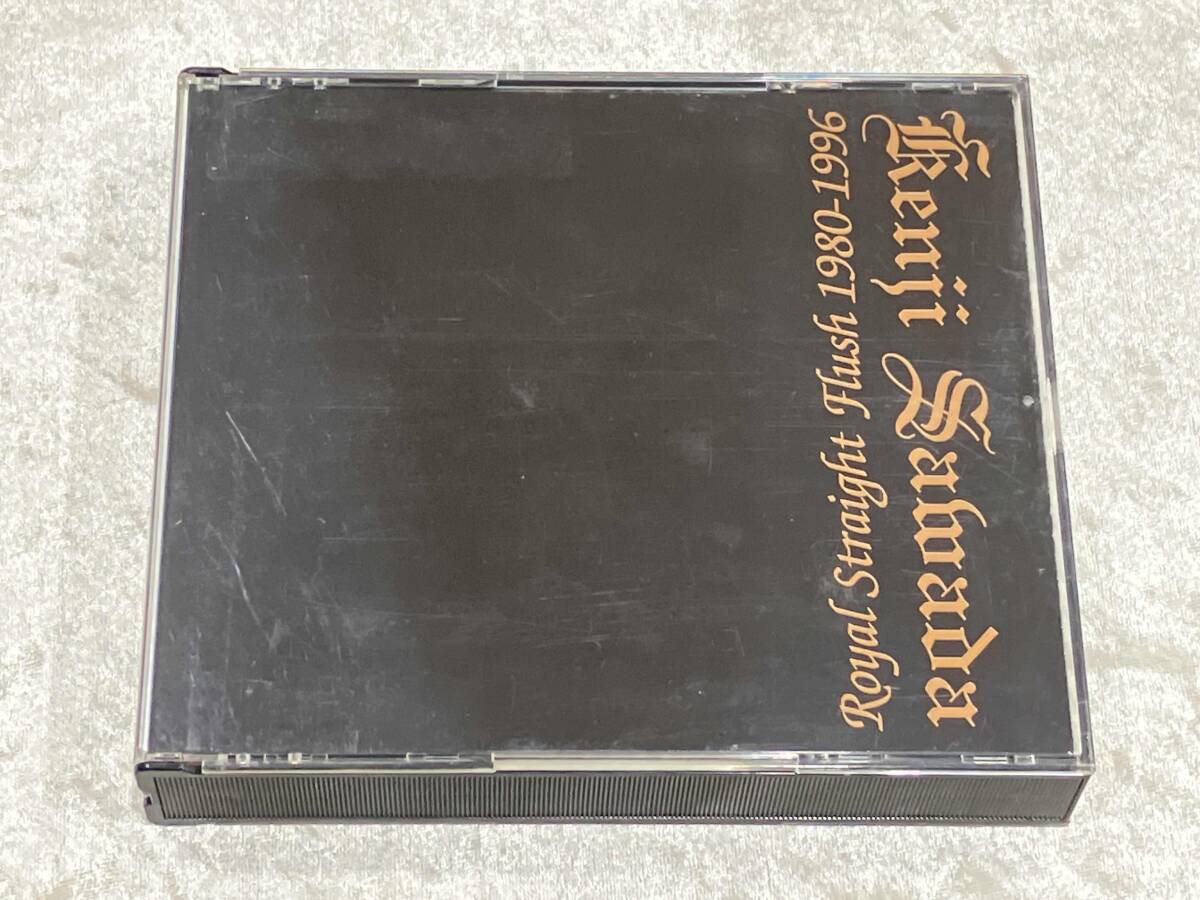 Kenji Sawada
Royal Straight Flush 1980-1996